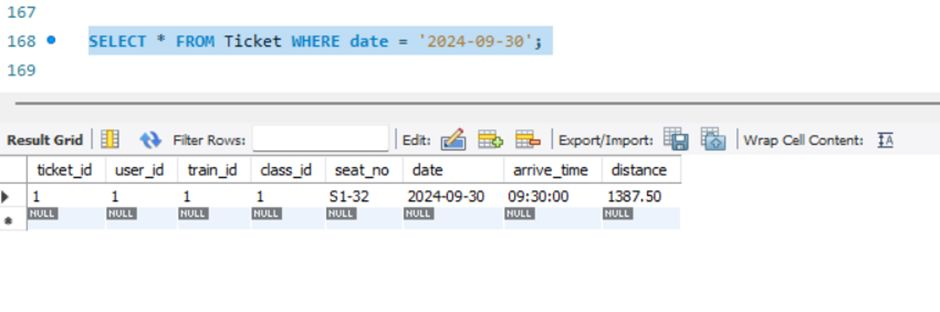 167
168 SELECT * FROM Ticket WHERE date = '2024-09-30';
169
Result Grid Filter Rows: Edit: Export/Import: Wrap Cell Content: IA
ticket_id user_id train_id class_id seat_no date arrive_time distance
1 1 1 1 S1-32 2024-09-30 09:30:00 1387.50
NULL NULL NULL NULL NULL NULL NULL NULL